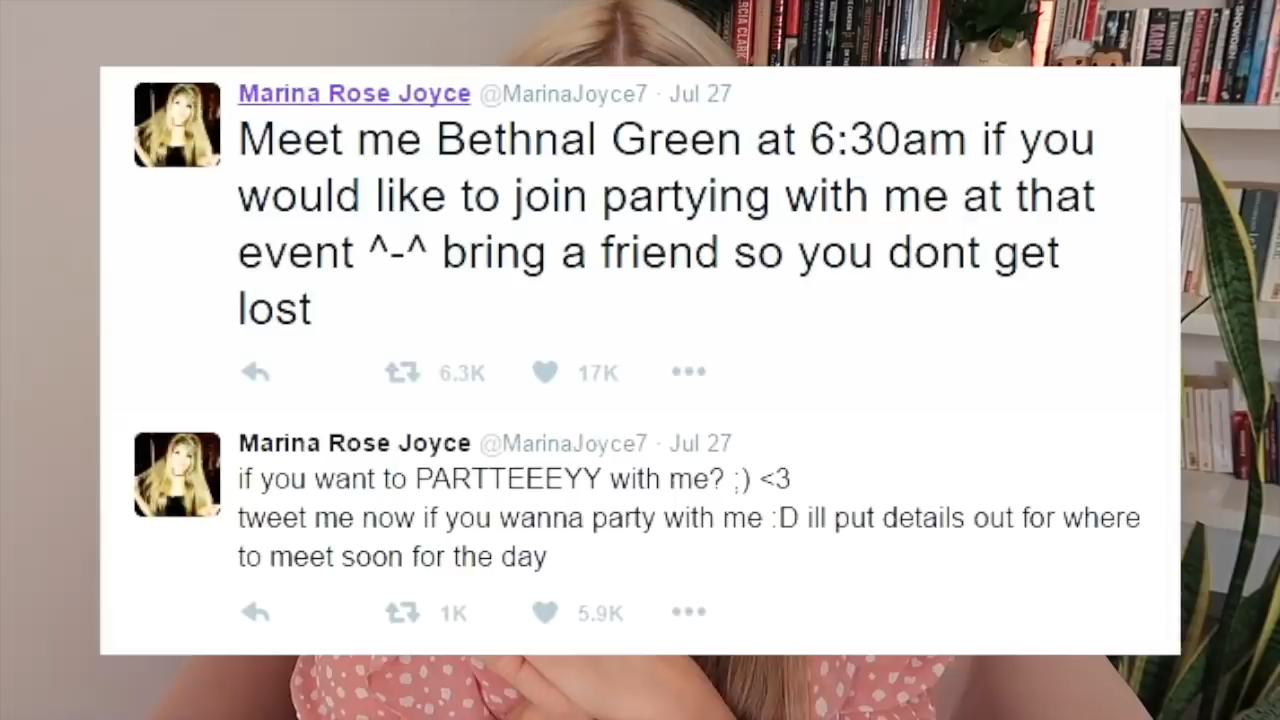 Marina Rose Joyce @MarinaJoyce7 · Jul 27
Meet me Bethnal Green at 6:30am if you
would like to join partying with me at that
event ^-^ bring a friend so you dont get
lost
6.3K 17K
Marina Rose Joyce @MarinaJoyce7 · Jul 27
if you want to PARTTEEEYY with me? ;) <3
tweet me now if you wanna party with me :D ill put details out for where
to meet soon for the day
1K 5.9K
KARLA